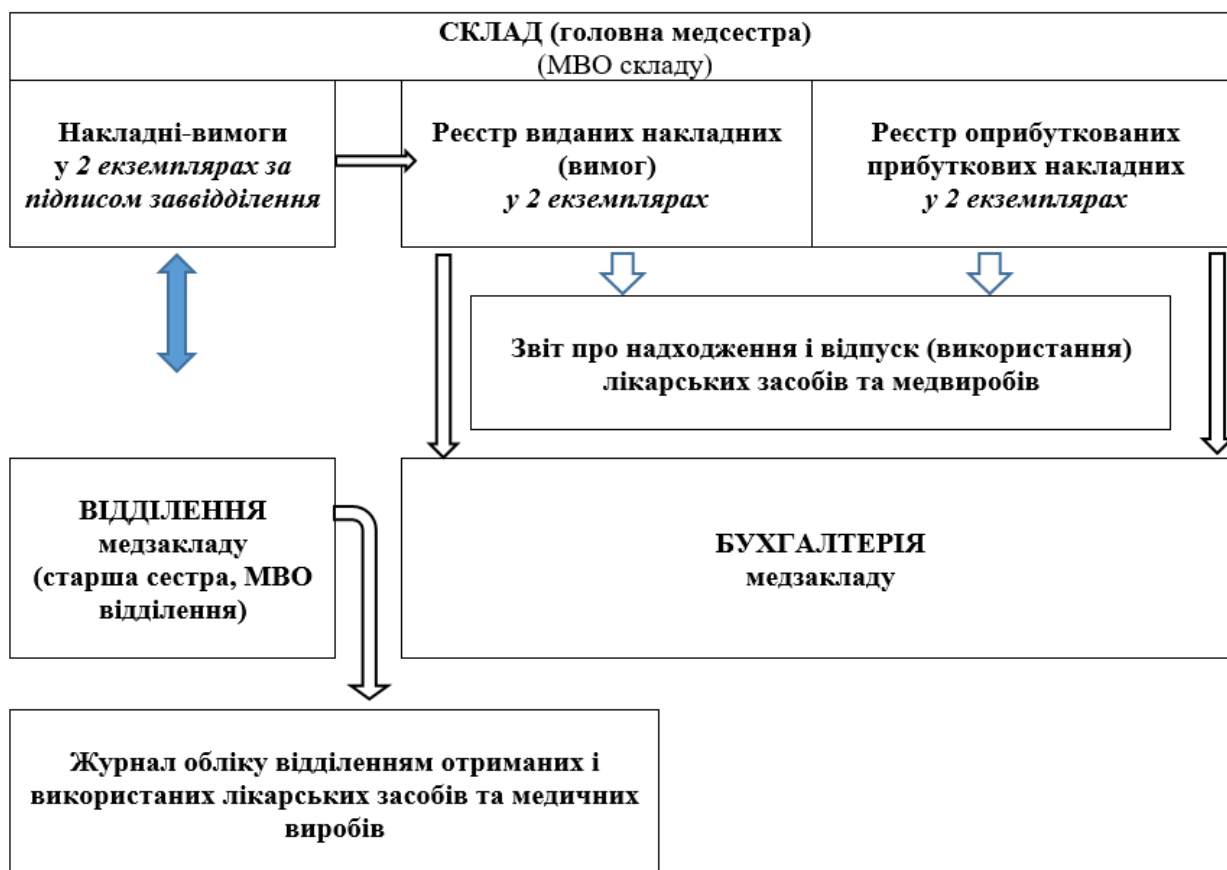 СКЛАД (головна медсестра)
(МВО складу)
Накладні-вимоги
у 2 екземплярах за
підписом заввідділення
Реєстр виданих накладних
(вимог)
у 2 екземплярах
Реєстр оприбуткованих
прибуткових накладних
у 2 екземплярах
Звіт про надходження і відпуск (використання)
лікарських засобів та медвиробів
ВІДДІЛЕННЯ
медзакладу
(старша сестра, МВО
відділення)
БУХГАЛТЕРІЯ
медзакладу
Журнал обліку відділенням отриманих і
використаних лікарських засобів та медичних
виробів